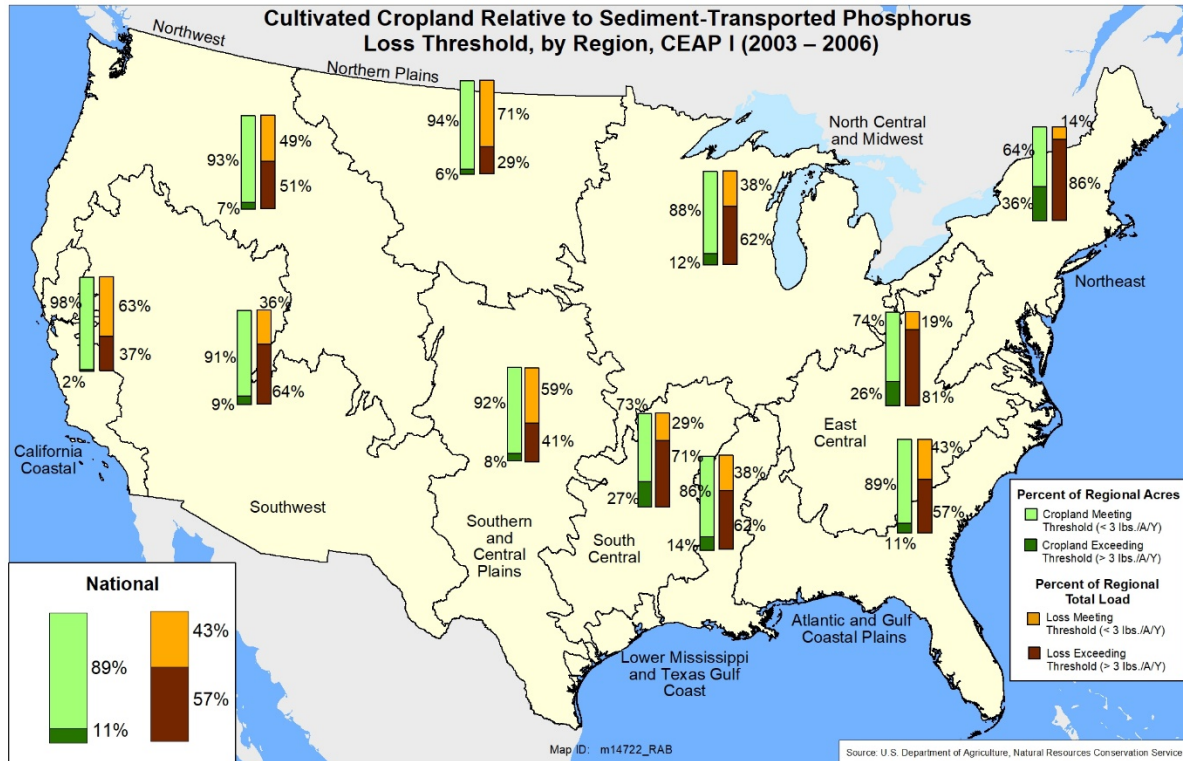 Cultivated Cropland Relative to Sediment-Transported Phosphorus
Loss Threshold, by Region, CEAP I (2003 – 2006)
Northwest
Northern Plains
North Central
and Midwest
Northeast
East
Central
California
Coastal
Southwest
Southern
and
Central
Plains
South
Central
Lower Mississippi
and Texas Gulf
Coast
Atlantic and Gulf
Coastal Plains
93%
7%
49%
51%
94%
6%
71%
29%
88%
12%
38%
62%
64%
36%
14%
86%
98%
2%
63%
37%
91%
9%
36%
64%
92%
8%
59%
41%
73%
27%
29%
71%
86%
14%
38%
62%
74%
26%
19%
81%
89%
11%
43%
57%
National
89%
11%
43%
57%
Percent of Regional Acres
Cropland Meeting
Threshold (< 3 lbs./A/Y)
Cropland Exceeding
Threshold (> 3 lbs./A/Y)
Percent of Regional
Total Load
Loss Meeting
Threshold (< 3 lbs./A/Y)
Loss Exceeding
Threshold (> 3 lbs./A/Y)
Map ID: m14722_RAB
Source: U.S. Department of Agriculture, Natural Resources Conservation Service